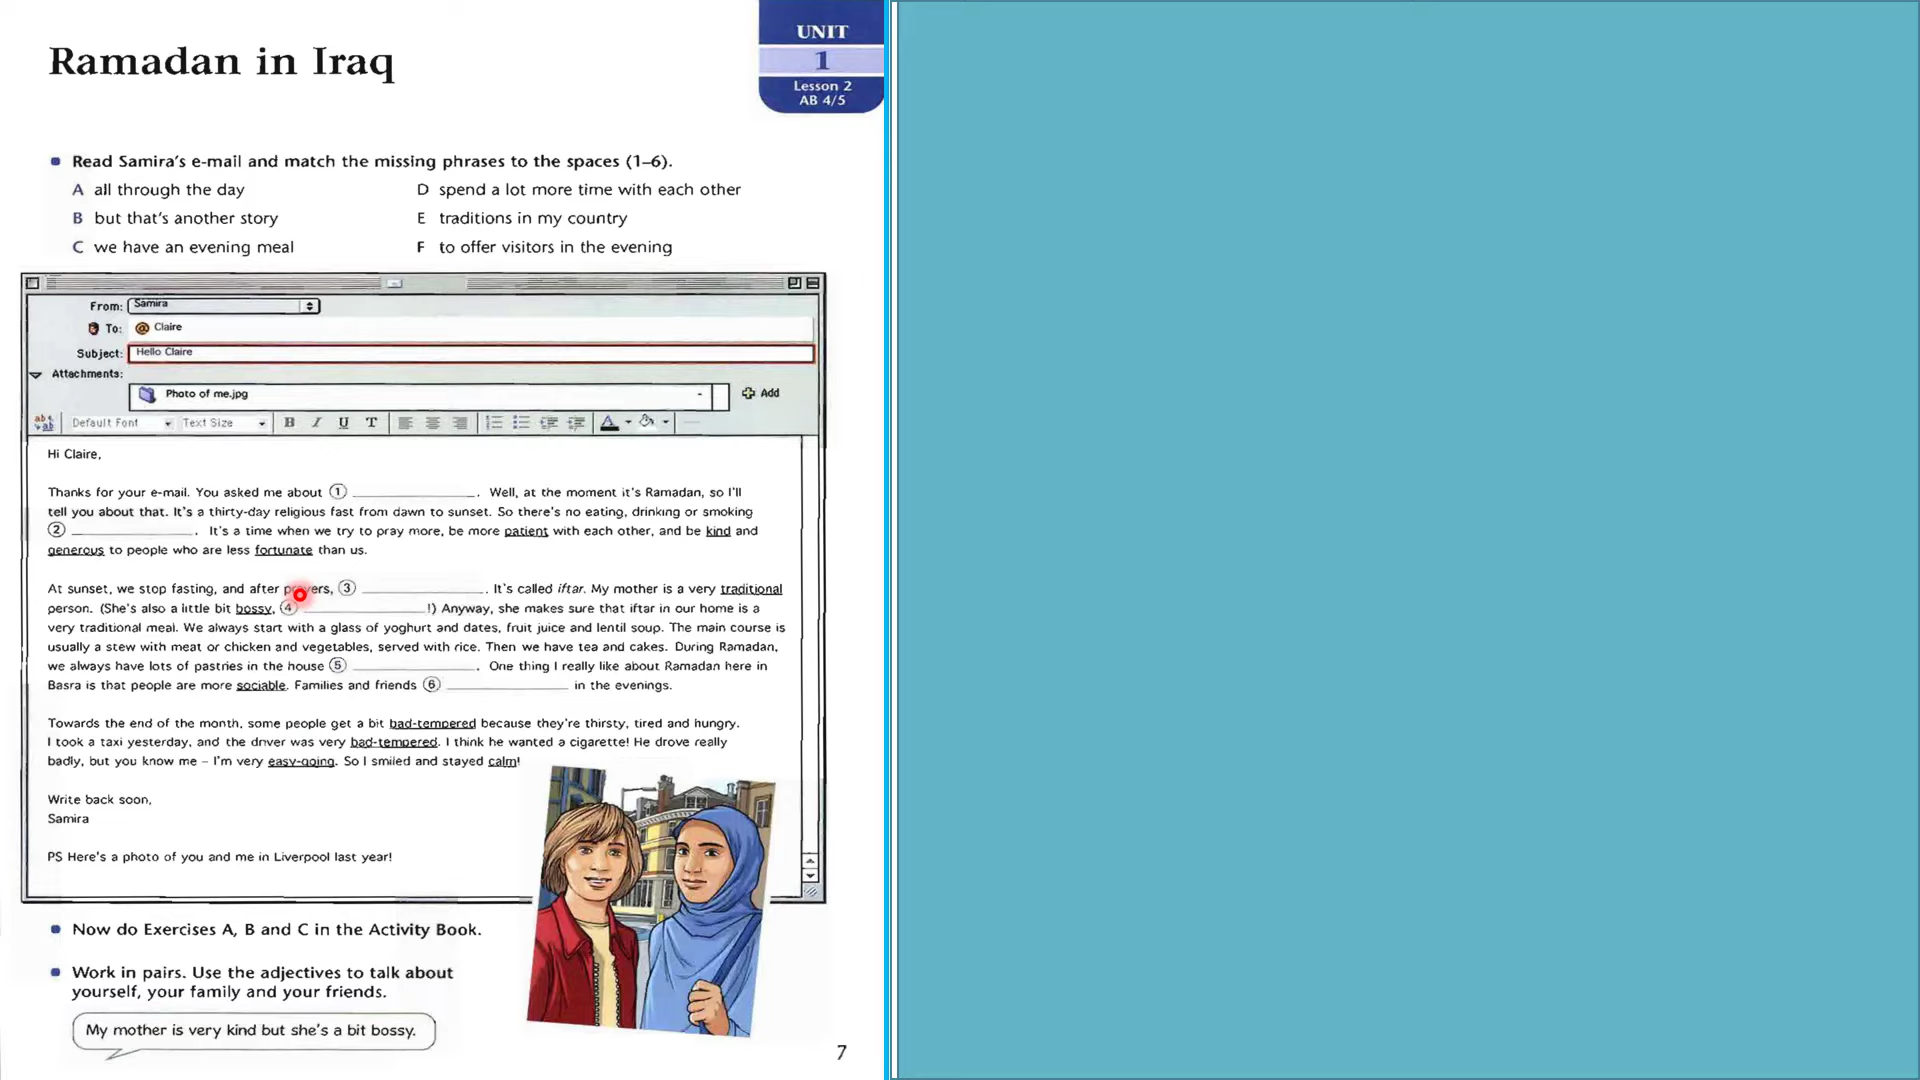 Ramadan in Iraq
UNIT
1
Lesson 2
AB 4/5
Read Samira's e-mail and match the missing phrases to the spaces (1–6).
A all through the day
B but that's another story
C we have an evening meal
D spend a lot more time with each other
E traditions in my country
F to offer visitors in the evening
From: Samira
To: @ Claire
Subject: Hello Claire
Attachments:
Photo of me.jpg
Add
Default Font Text Size B I U T
Hi Claire,
Thanks for your e-mail. You asked me about ① ____________. Well, at the moment it's Ramadan, so I'll
tell you about that. It's a thirty-day religious fast from dawn to sunset. So there's no eating, drinking or smoking
② ____________. It's a time when we try to pray more, be more patient with each other, and be kind and
generous to people who are less fortunate than us.
At sunset, we stop fasting, and after prayers, ③ ____________. It's called iftar. My mother is a very traditional
person. (She's also a little bit bossy, ④ ____________!) Anyway, she makes sure that iftar in our home is a
very traditional meal. We always start with a glass of yoghurt and dates, fruit juice and lentil soup. The main course is
usually a stew with meat or chicken and vegetables, served with rice. Then we have tea and cakes. During Ramadan,
we always have lots of pastries in the house ⑤ ____________. One thing I really like about Ramadan here in
Basra is that people are more sociable. Families and friends ⑥ ____________ in the evenings.
Towards the end of the month, some people get a bit bad-tempered because they're thirsty, tired and hungry.
I took a taxi yesterday, and the driver was very bad-tempered. I think he wanted a cigarette! He drove really
badly, but you know me – I'm very easy-going. So I smiled and stayed calm!
Write back soon,
Samira
PS Here's a photo of you and me in Liverpool last year!
Now do Exercises A, B and C in the Activity Book.
Work in pairs. Use the adjectives to talk about
yourself, your family and your friends.
My mother is very kind but she's a bit bossy.
7